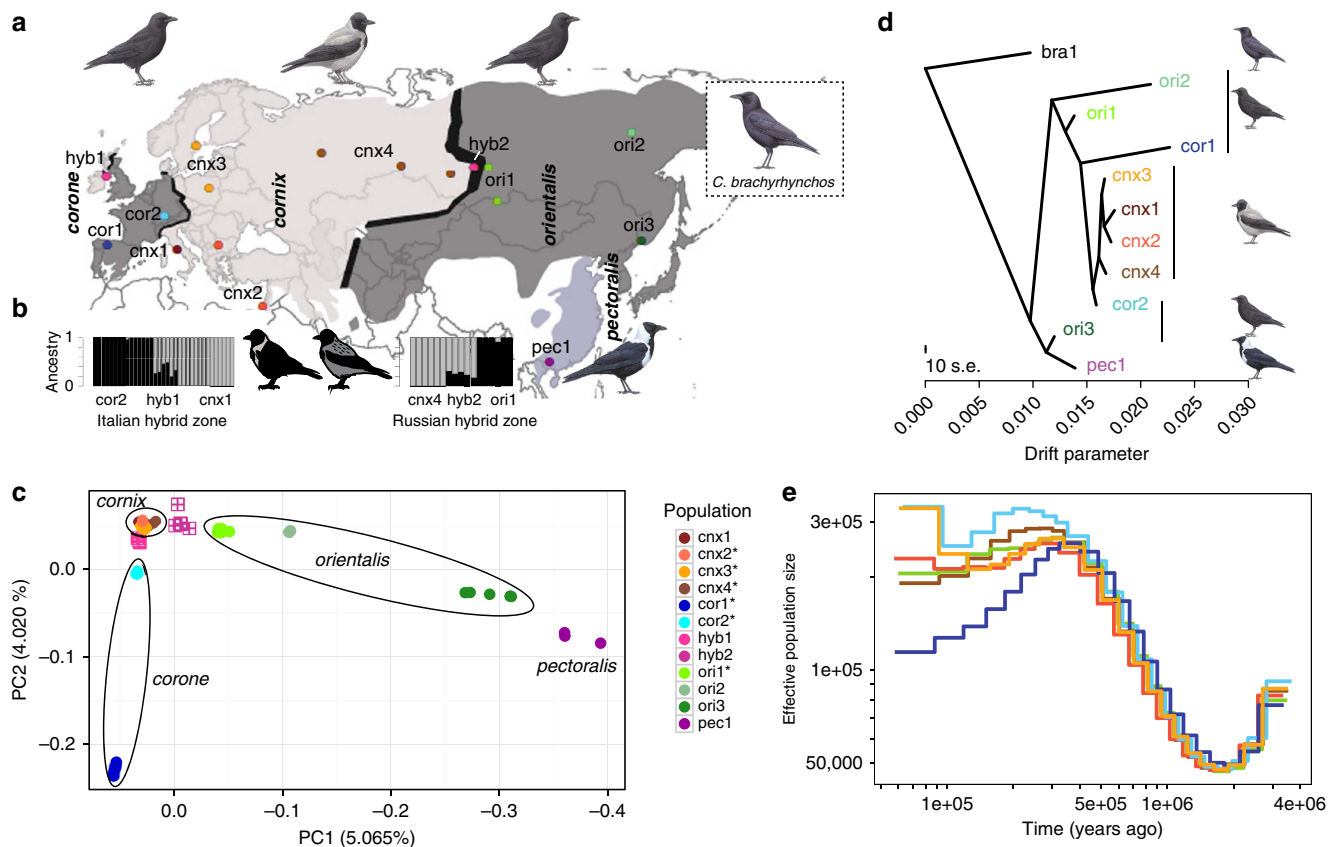 a
hyb1
corone
cor1
cor2
cnx3
cnx1
cornix
cnx2
cnx4
hyb2
ori1
orientalis
ori2
ori3
pectoralis
pec1
C. brachyrhynchos
b
Ancestry
1
0
cor2 hyb1 cnx1
Italian hybrid zone
cnx4 hyb2 ori1
Russian hybrid zone
c
cornix
orientalis
corone
pectoralis
PC2 (4.020 %)
0.0
−0.1
−0.2
0.0 −0.1 −0.2 −0.3 −0.4
PC1 (5.065%)
Population
cnx1
cnx2*
cnx3*
cnx4*
cor1*
cor2*
hyb1
hyb2
ori1*
ori2
ori3
pec1
d
bra1
ori2
ori1
cor1
cnx3
cnx1
cnx2
cnx4
cor2
ori3
pec1
10 s.e.
0.000 0.005 0.010 0.015 0.020 0.025 0.030
Drift parameter
e
Effective population size
3e+05
1e+05
50,000
1e+05 5e+05 1e+06 4e+06
Time (years ago)